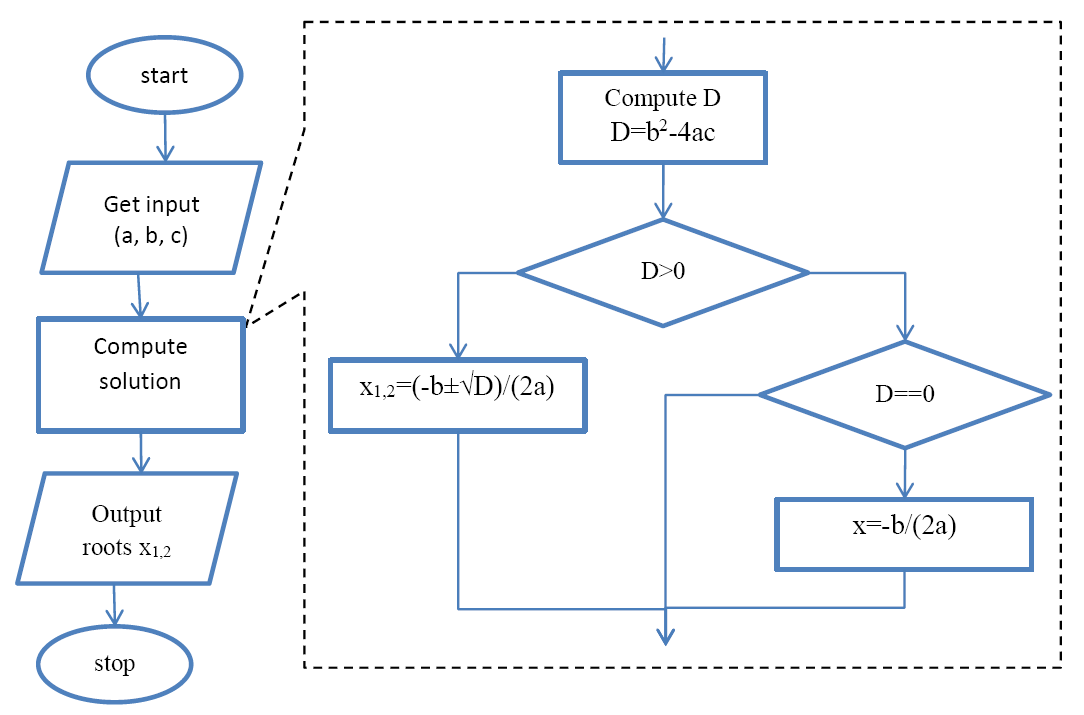 start
Get input
(a, b, c)
Compute
solution
Output
roots x₁,₂
stop
Compute D
D=b²-4ac
D>0
x₁,₂=(-b±√D)/(2a)
D==0
x=-b/(2a)